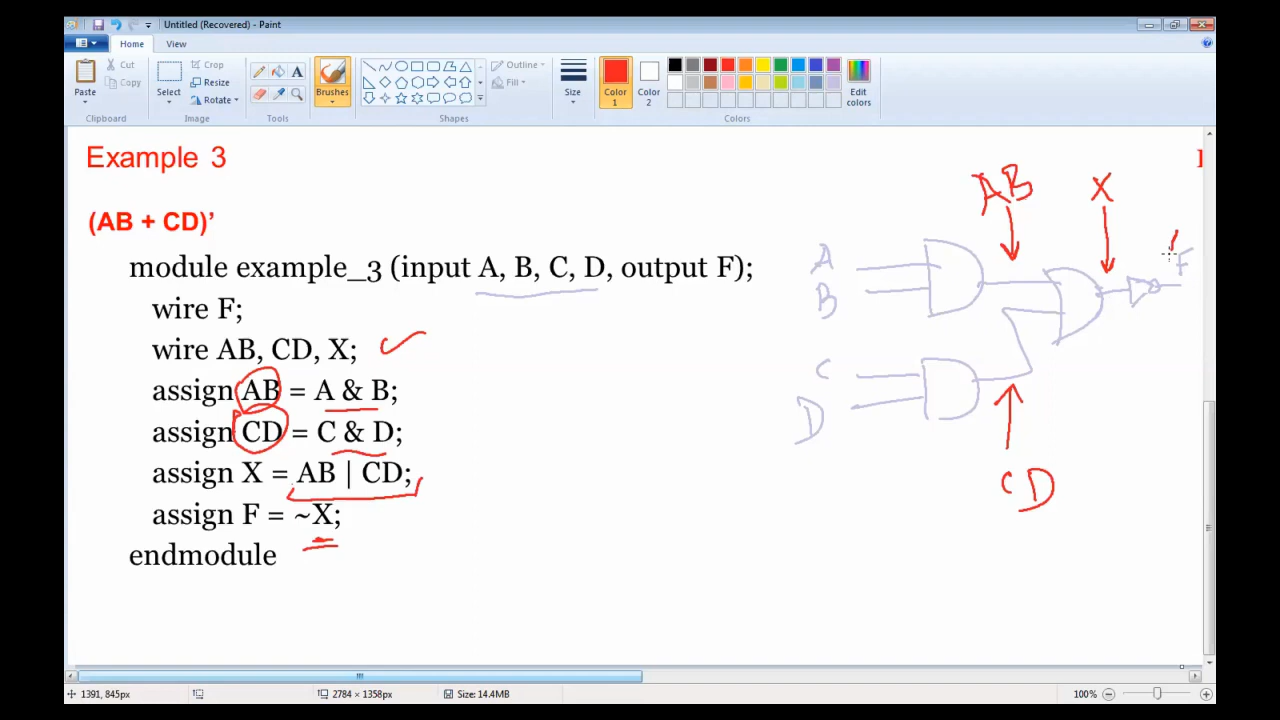 Untitled (Recovered) - Paint
Home View
Paste
Cut
Copy
Clipboard
Select
Crop
Resize
Rotate
Image
Tools
Brushes
Shapes
Outline
Fill
Size
Color 1
Color 2
Edit colors
Colors
Example 3
(AB + CD)’
module example_3 (input A, B, C, D, output F);
wire F;
wire AB, CD, X;
assign AB = A & B;
assign CD = C & D;
assign X = AB | CD;
assign F = ~X;
endmodule
AB
X
A
B
F
C
D
CD
1391, 845px
2784 × 1358px
Size: 14.4MB
100%